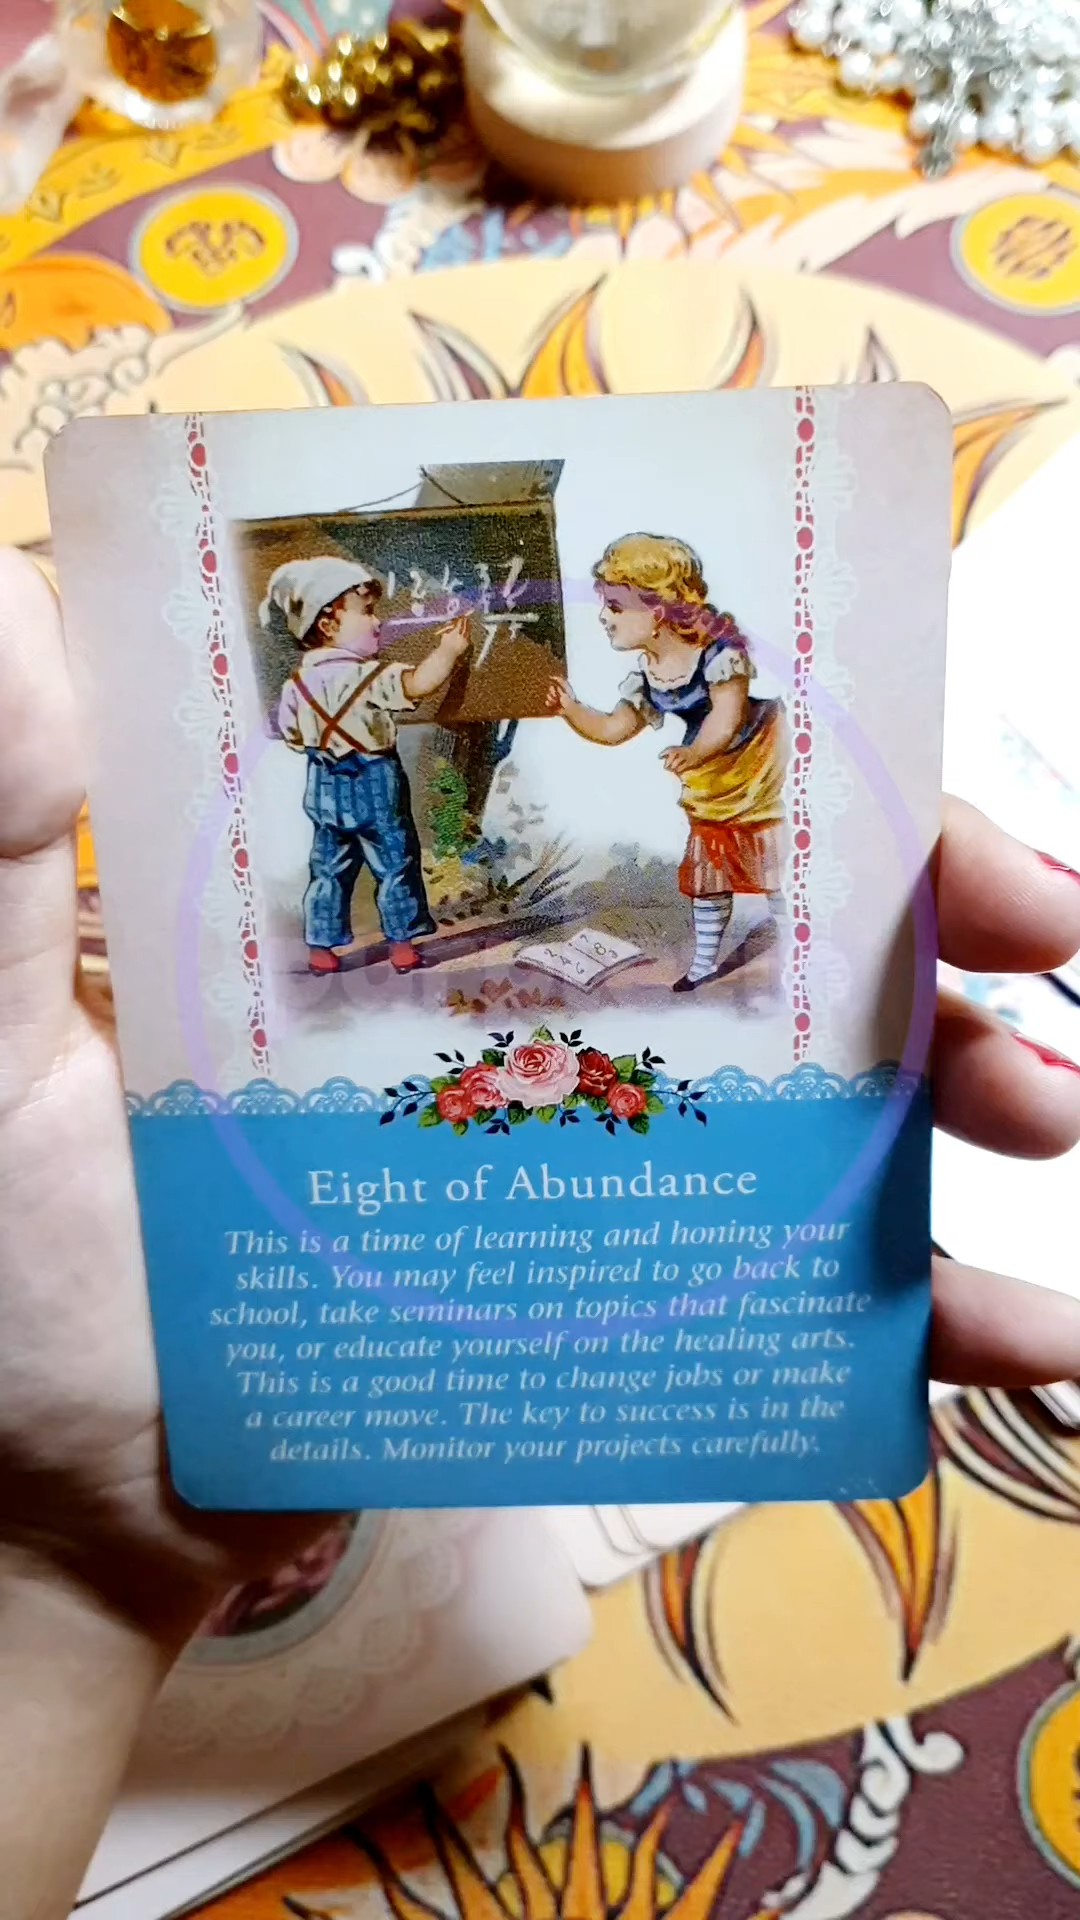 Eight of Abundance
This is a time of learning and honing your
skills. You may feel inspired to go back to
school, take seminars on topics that fascinate
you, or educate yourself on the healing arts.
This is a good time to change jobs or make
a career move. The key to success is in the
details. Monitor your projects carefully.